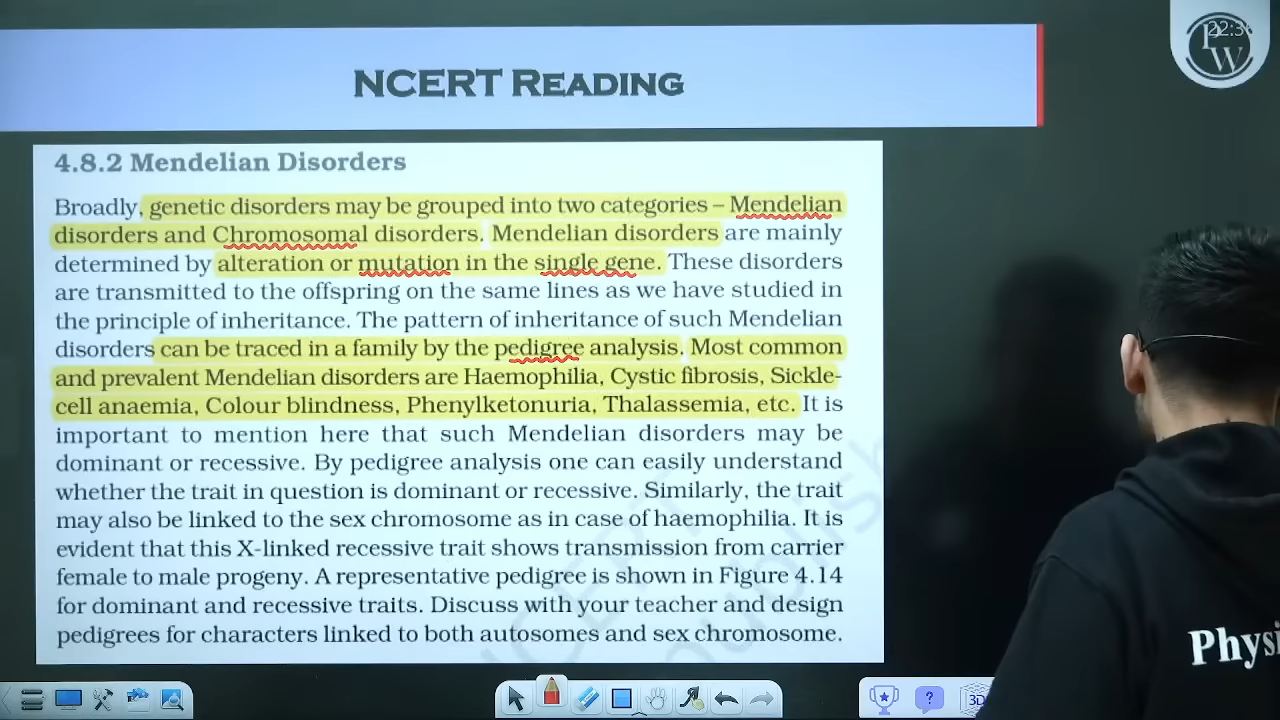 NCERT READING
4.8.2 Mendelian Disorders
Broadly, genetic disorders may be grouped into two categories – Mendelian
disorders and Chromosomal disorders. Mendelian disorders are mainly
determined by alteration or mutation in the single gene. These disorders
are transmitted to the offspring on the same lines as we have studied in
the principle of inheritance. The pattern of inheritance of such Mendelian
disorders can be traced in a family by the pedigree analysis. Most common
and prevalent Mendelian disorders are Haemophilia, Cystic fibrosis, Sickle-
cell anaemia, Colour blindness, Phenylketonuria, Thalassemia, etc. It is
important to mention here that such Mendelian disorders may be
dominant or recessive. By pedigree analysis one can easily understand
whether the trait in question is dominant or recessive. Similarly, the trait
may also be linked to the sex chromosome as in case of haemophilia. It is
evident that this X-linked recessive trait shows transmission from carrier
female to male progeny. A representative pedigree is shown in Figure 4.14
for dominant and recessive traits. Discuss with your teacher and design
pedigrees for characters linked to both autosomes and sex chromosome.
PW
Physi
?
3D